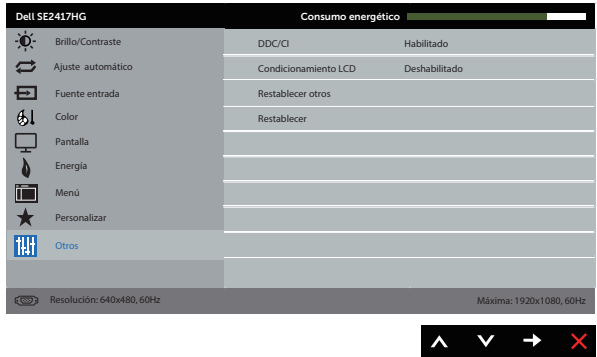 Dell SE2417HG Consumo energético
Brillo/Contraste DDC/CI Habilitado
Ajuste automático Condicionamiento LCD Deshabilitado
Fuente entrada Restablecer otros
Color Restablecer
Pantalla
Energía
Menú
Personalizar
Otros
Resolución: 640x480, 60Hz Máxima: 1920x1080, 60Hz